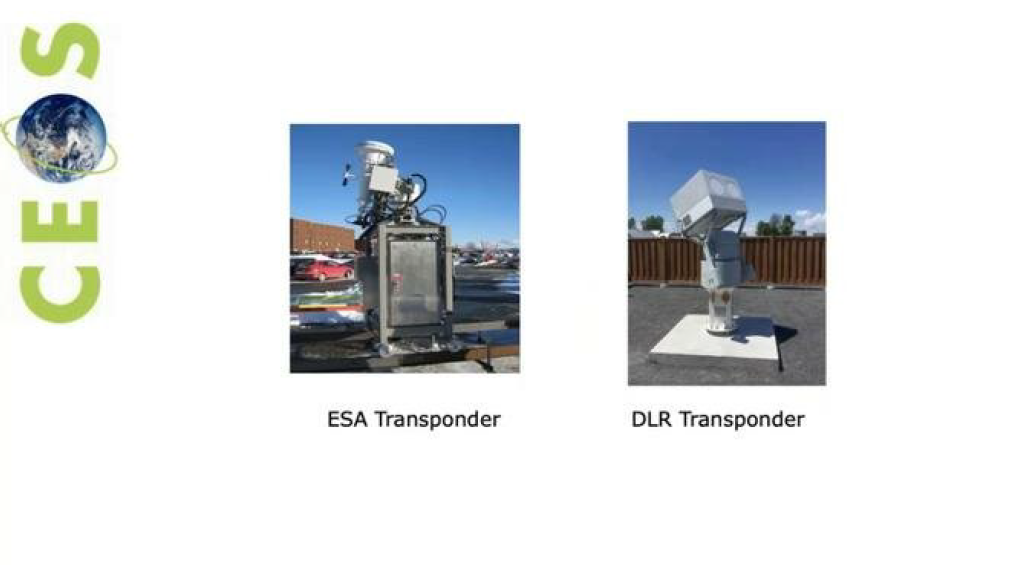 CEOS
ESA Transponder
DLR Transponder